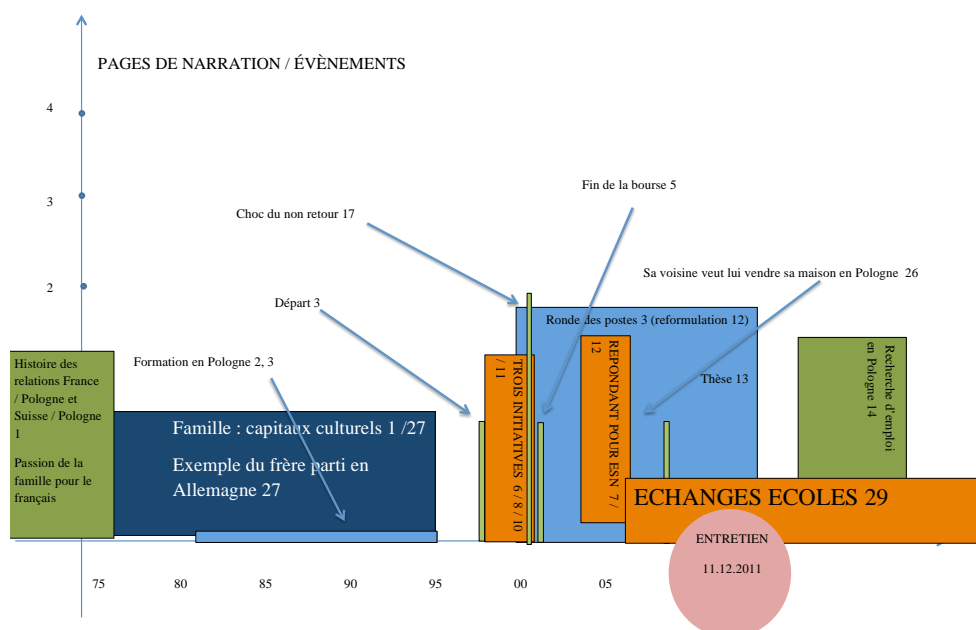 PAGES DE NARRATION / ÉVÈNEMENTS
4
3
2
Fin de la bourse 5
Choc du non retour 17
Sa voisine veut lui vendre sa maison en Pologne 26
Départ 3
Ronde des postes 3 (reformulation 12)
Formation en Pologne 2, 3
Histoire des
relations France
/ Pologne et
Suisse / Pologne
1
Passion de la
famille pour le
français
Famille : capitaux culturels 1 /27
Exemple du frère parti en
Allemagne 27
TROIS INITIATIVES 6 / 8 / 10
/ 11
REPONDANT POUR ESN 7 /
12
Thèse 13
Recherche d'emploi
en Pologne 14
ECHANGES ECOLES 29
ENTRETIEN
11.12.2011
75 80 85 90 95 00 05